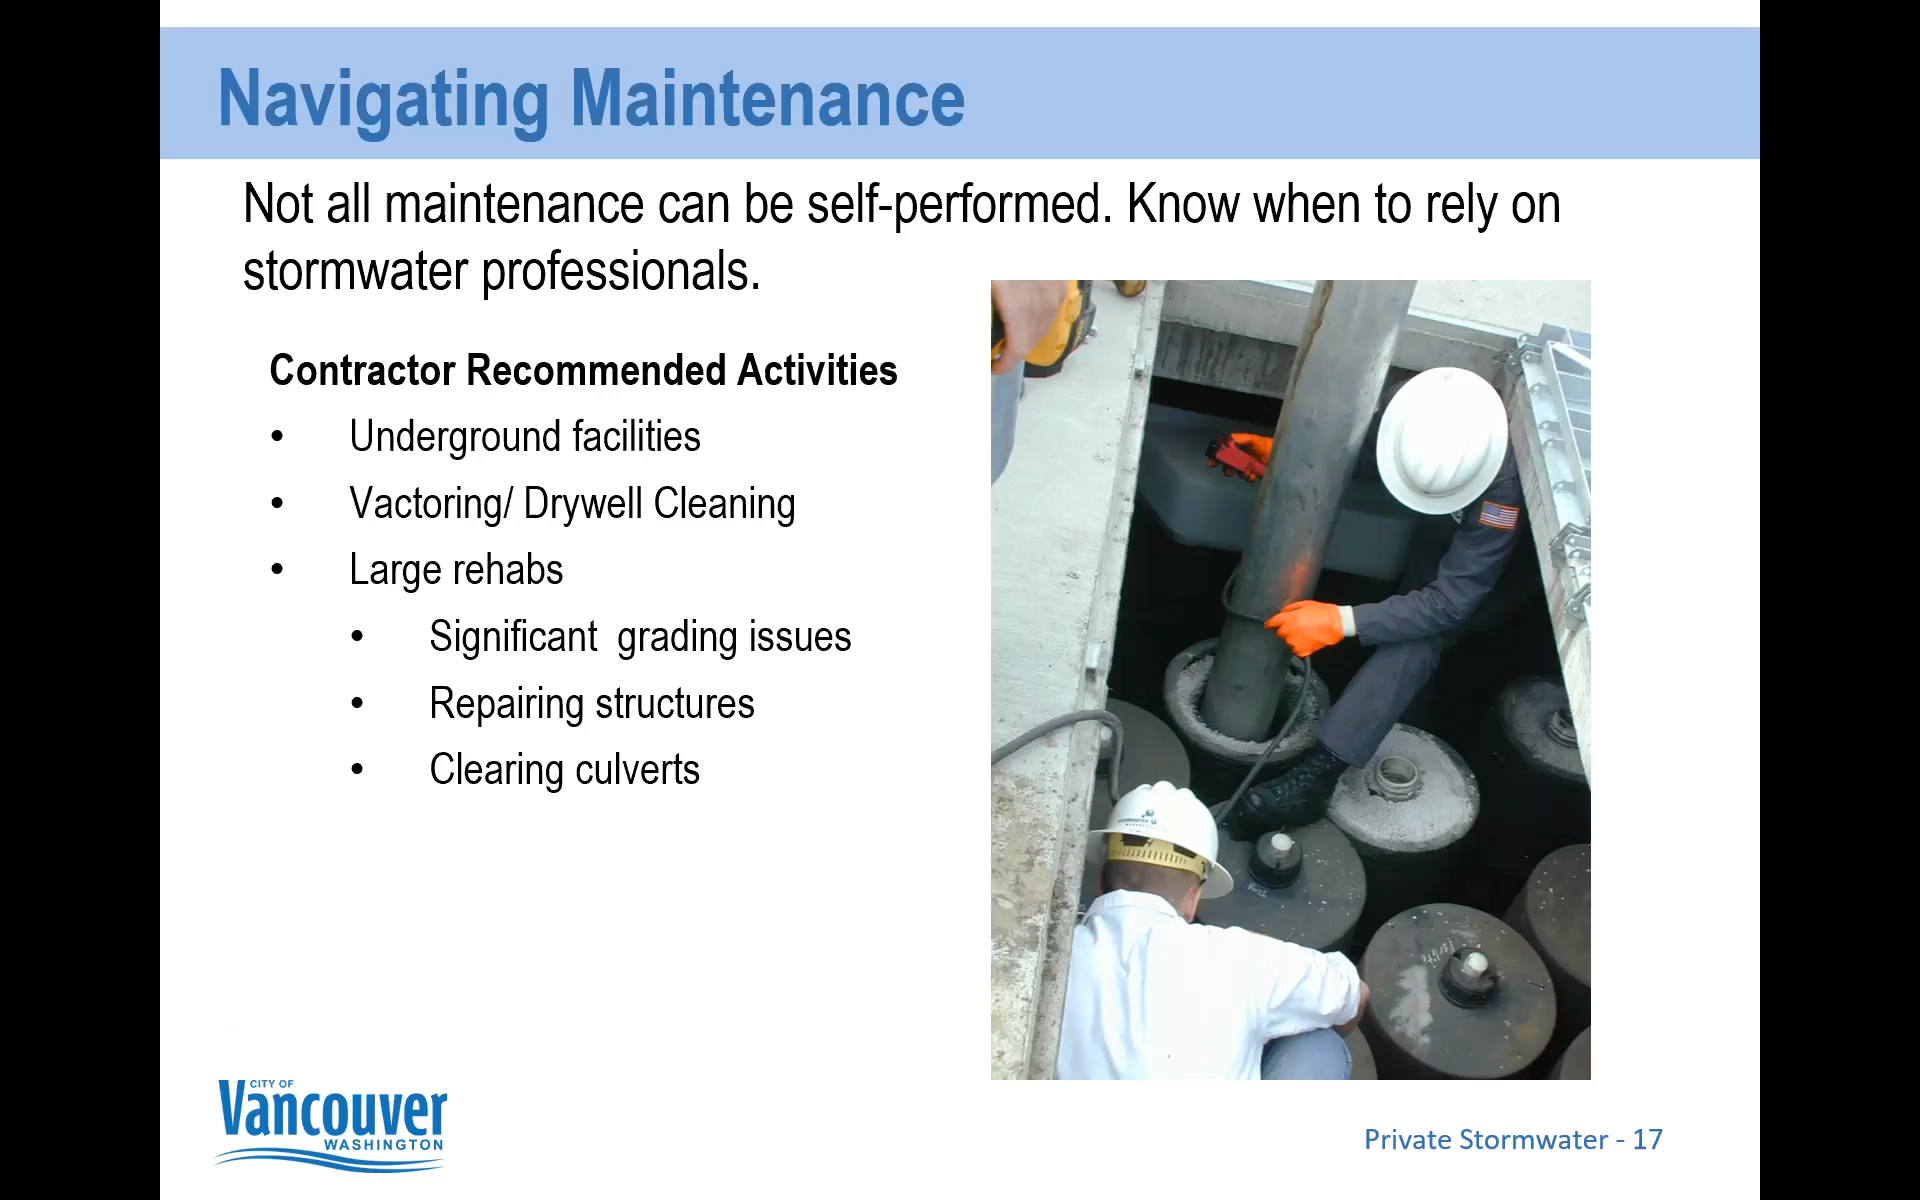 Navigating Maintenance
Not all maintenance can be self-performed. Know when to rely on
stormwater professionals.
Contractor Recommended Activities
• Underground facilities
• Vactoring/ Drywell Cleaning
• Large rehabs
• Significant  grading issues
• Repairing structures
• Clearing culverts
Perlite
CITY OF
Vancouver
WASHINGTON
Private Stormwater - 17